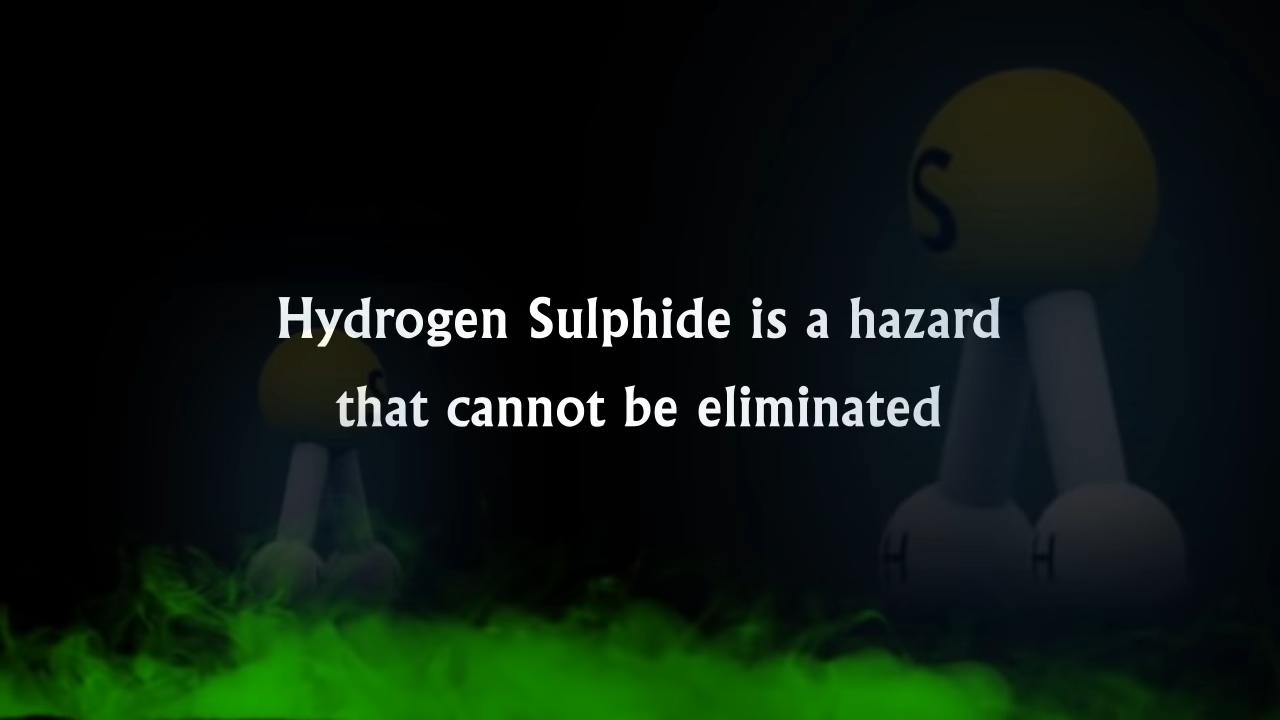 S
Hydrogen Sulphide is a hazard
S
that cannot be eliminated
H H